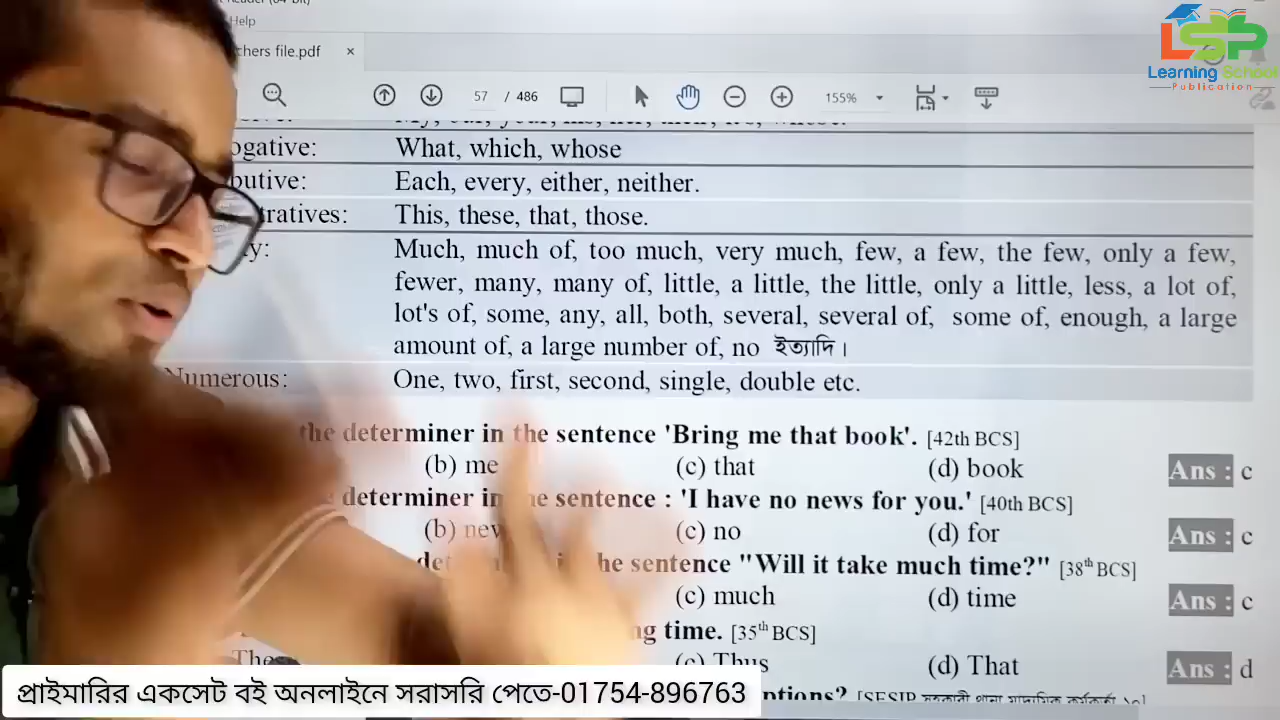 Help
chers file.pdf ×
57 / 486 155%
LSP
Learning School
Publication
ogative: What, which, whose
butive: Each, every, either, neither.
tratives: This, these, that, those.
ty: Much, much of, too much, very much, few, a few, the few, only a few,
fewer, many, many of, little, a little, the little, only a little, less, a lot of,
lot's of, some, any, all, both, several, several of, some of, enough, a large
amount of, a large number of, no ইত্যাদি।
Numerous: One, two, first, second, single, double etc.
the determiner in the sentence 'Bring me that book'. [42th BCS]
(b) me (c) that (d) book Ans : c
determiner in the sentence : 'I have no news for you.' [40th BCS]
(b) new (c) no (d) for Ans : c
he sentence "Will it take much time?" [38th BCS]
(c) much (d) time Ans : c
ng time. [35th BCS]
(c) Thus (d) That Ans : d
প্রাইমারির একসেট বই অনলাইনে সরাসরি পেতে-01754-896763